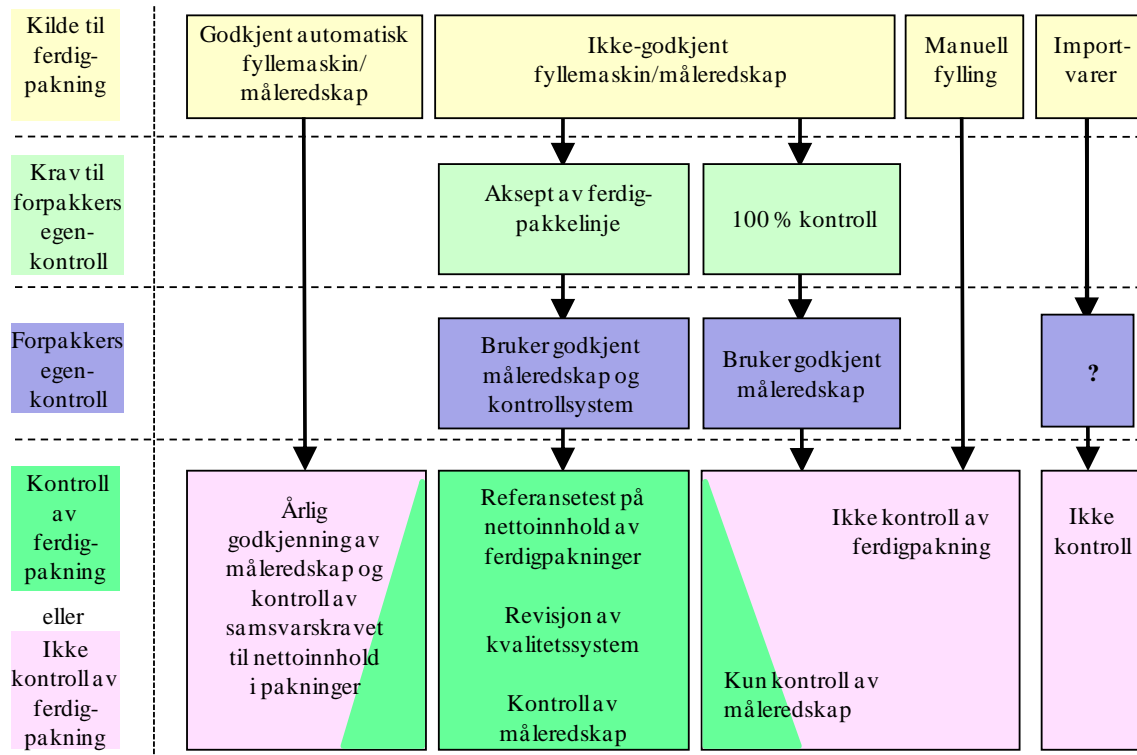 Kilde til
ferdig-
pakning
Godkjent automatisk
fyllemaskin/
måleredskap
Ikke-godkjent
fyllemaskin/måleredskap
Manuell
fylling
Import-
varer
Krav til
forpakkers
egen-
kontroll
Aksept av ferdig-
pakkelinje
100 % kontroll
Forpakkers
egen-
kontroll
Bruker godkjent
måleredskap og
kontrollsystem
Bruker godkjent
måleredskap
?
Kontroll
av
ferdig-
pakning
eller
Ikke
kontroll av
ferdig-
pakning
Årlig
godkjenning av
måleredskap og
kontroll av
samsvarskravet
til nettoinnhold
i pakninger
Referansetest på
nettoinnhold av
ferdigpakninger
Revisjon av
kvalitetssystem
Kontroll av
måleredskap
Ikke kontroll av
ferdigpakning
Kun kontroll av
måleredskap
Ikke
kontroll